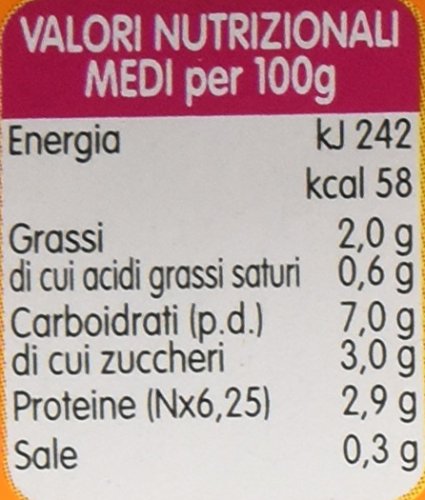 VALORI NUTRIZIONALI
MEDI per 100g
Energia kJ 242
kcal 58
Grassi 2,0 g
di cui acidi grassi saturi 0,6 g
Carboidrati (p.d.) 7,0 g
di cui zuccheri 3,0 g
Proteine (Nx6,25) 2,9 g
Sale 0,3 g